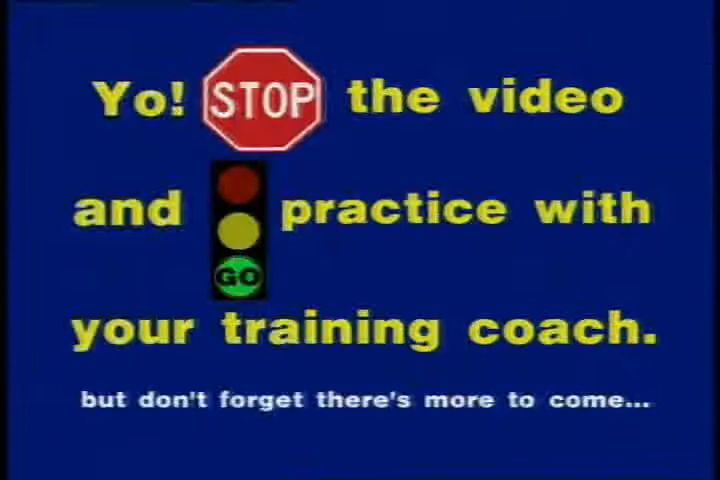 Yo! STOP the video
and GO practice with
your training coach.
but don't forget there's more to come...